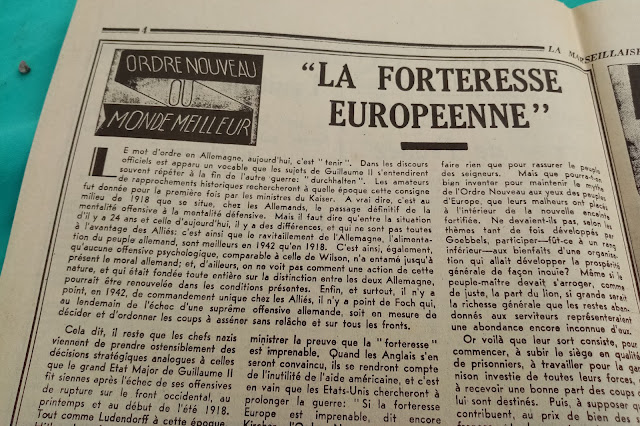 4
LA MARSEILLAISE
ORDRE NOUVEAU
OU
MONDE MEILLEUR
“LA FORTERESSE
EUROPEENNE”
LE mot d'ordre en Allemagne, aujourd'hui, c'est "tenir". Dans les discours
officiels est apparu un vocable que les sujets de Guillaume II s'entendirent
souvent répéter à la fin de l'autre guerre: "durchhalten". Les amateurs
de rapprochements historiques rechercheront à quelle époque cette consigne
fut donnée pour la première fois par les ministres du Kaiser. A vrai dire, c'est au
milieu de 1918 que se situe, chez les Allemands, le passage définitif de la
mentalité offensive à la mentalité défensive. Mais il faut dire qu'entre la situation
d'il y a 24 ans et celle d'aujourd'hui, il y a des différences, et qui ne sont pas toutes
à l'avantage des Alliés: c'est ainsi que le ravitaillement de l'Allemagne, l'alimenta-
tion du peuple allemand, sont meilleurs en 1942 qu'en 1918. C'est ainsi, également,
qu'aucune offensive psychologique, comparable à celle de Wilson, n'a entamé jusqu'à
présent le moral allemand; et, d'ailleurs, on ne voit pas comment une action de cette
nature, et qui était fondée toute entière sur la distinction entre les deux Allemagne,
pourrait être renouvelée dans les conditions présentes. Enfin, et surtout, il n'y a
point, en 1942, de commandement unique chez les Alliés, il n'y a point de Foch qui,
au lendemain de l'échec d'une suprême offensive allemande, soit en mesure de
décider et d'ordonner les coups à asséner sans relâche et sur tous les fronts.
Cela dit, il reste que les chefs nazis
viennent de prendre ostensiblement des
décisions stratégiques analogues à celles
que le grand Etat Major de Guillaume II
fit siennes après l'échec de ses offensives
de rupture sur le front occidental, au
printemps et au début de l'été 1918.
Tout comme Ludendorff à cette époque
ministrer la preuve que la "forteresse"
est imprenable. Quand les Anglais s'en
seront convaincu, ils se rendront compte
de l'inutilité de l'aide américaine, et c'est
en vain que les Etats-Unis chercheront à
prolonger la guerre: "Si la forteresse
Europe est imprenable, dit encore
faire rien que pour rassurer le peuple
des seigneurs. Mais que pourra-t-on
bien inventer pour maintenir le mythe
de l'Ordre Nouveau aux yeux des peuples
d'Europe, que leurs malheurs ont placés
à l'intérieur de la nouvelle enceinte
fortifiée. Ne devaient-ils pas, selon les
thèmes tant de fois développés par
Goebbels, participer—fût-ce à un rang
inférieur—aux bienfaits d'une organisa-
tion qui allait développer la prospérité
générale de façon inouïe? Même si le
peuple-maître devait s'arroger, comme
de juste, la part du lion, si grande serait
la richesse générale que les restes aban-
donnés aux serviteurs représenteraient
une abondance encore inconnue d'eux.
Or voilà que leur sort consiste, pour
commencer, à subir le siège en qualité
de prisonniers, à travailler pour la gar-
nison investie de toutes leurs forces,
à recevoir une bonne part des coups
lui sont destinés. Puis, à supposer
contribuent, au prix de bien des